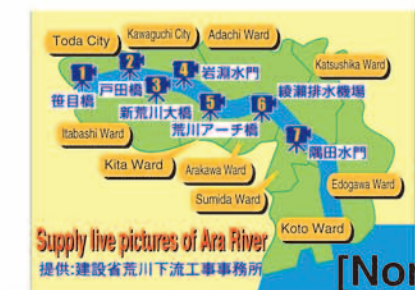 Toda City
Kawaguchi City
Adachi Ward
Katsushika Ward
1
2
3
4
5
6
7
笹目橋
戸田橋
新荒川大橋
岩淵水門
荒川アーチ橋
綾瀬排水機場
隅田水門
Itabashi Ward
Kita Ward
Arakawa Ward
Sumida Ward
Edogawa Ward
Koto Ward
Supply live pictures of Ara River
提供:建設省荒川下流工事事務所
[Nor